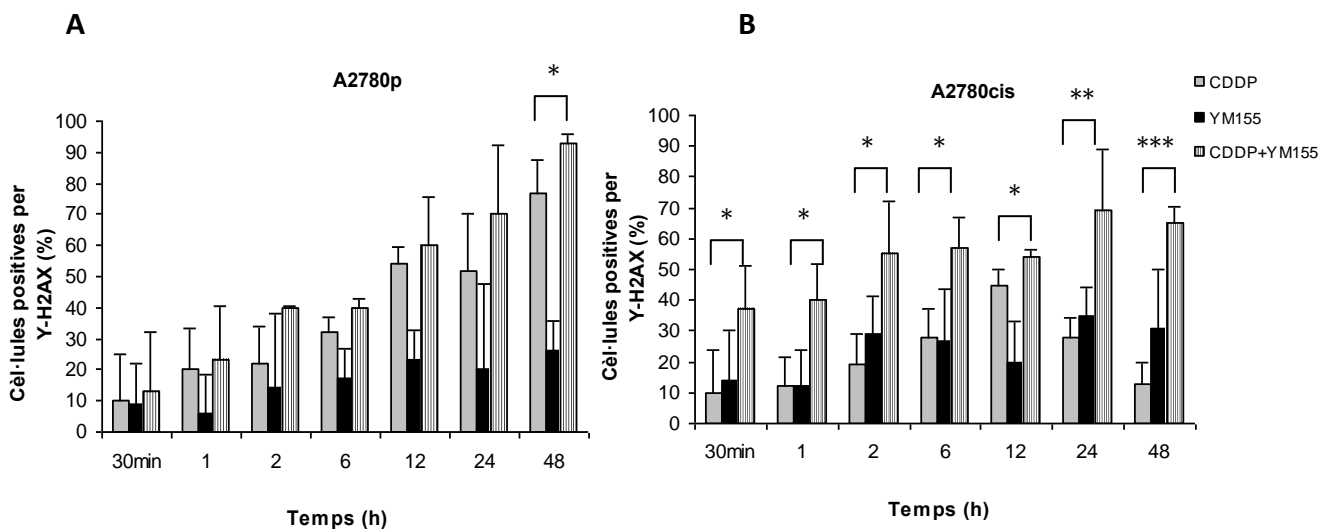 A
A2780p
*
Cèl·lules positives per
Y-H2AX (%)
100
90
80
70
60
50
40
30
20
10
0
30min 1 2 6 12 24 48
Temps (h)
B
A2780cis
* * * * * ** ***
Cèl·lules positives per
Y-H2AX (%)
100
90
80
70
60
50
40
30
20
10
0
30min 1 2 6 12 24 48
Temps (h)
CDDP
YM155
CDDP+YM155